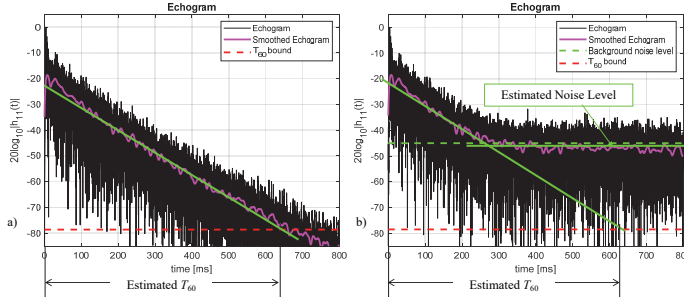 Echogram
0
-10
-20
-30
-40
-50
-60
-70
-80
20log10|h11(t)|
Echogram
Smoothed Echogram
T60 bound
a)
0 100 200 300 400 500 600 700 800
time [ms]
Estimated T60
Echogram
0
-10
-20
-30
-40
-50
-60
-70
-80
20log10|h11(t)|
Echogram
Smoothed Echogram
Background noise level
T60 bound
Estimated Noise Level
b)
0 100 200 300 400 500 600 700 800
time [ms]
Estimated T60